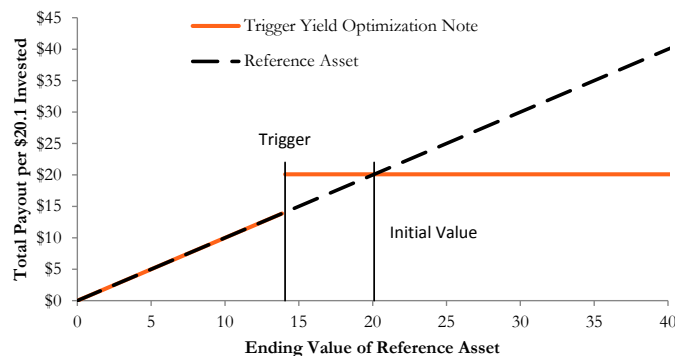 Total Payout per $20.1 Invested
$45
$40
$35
$30
$25
$20
$15
$10
$5
$0
Trigger Yield Optimization Note
Reference Asset
Trigger
Initial Value
0 5 10 15 20 25 30 35 40
Ending Value of Reference Asset